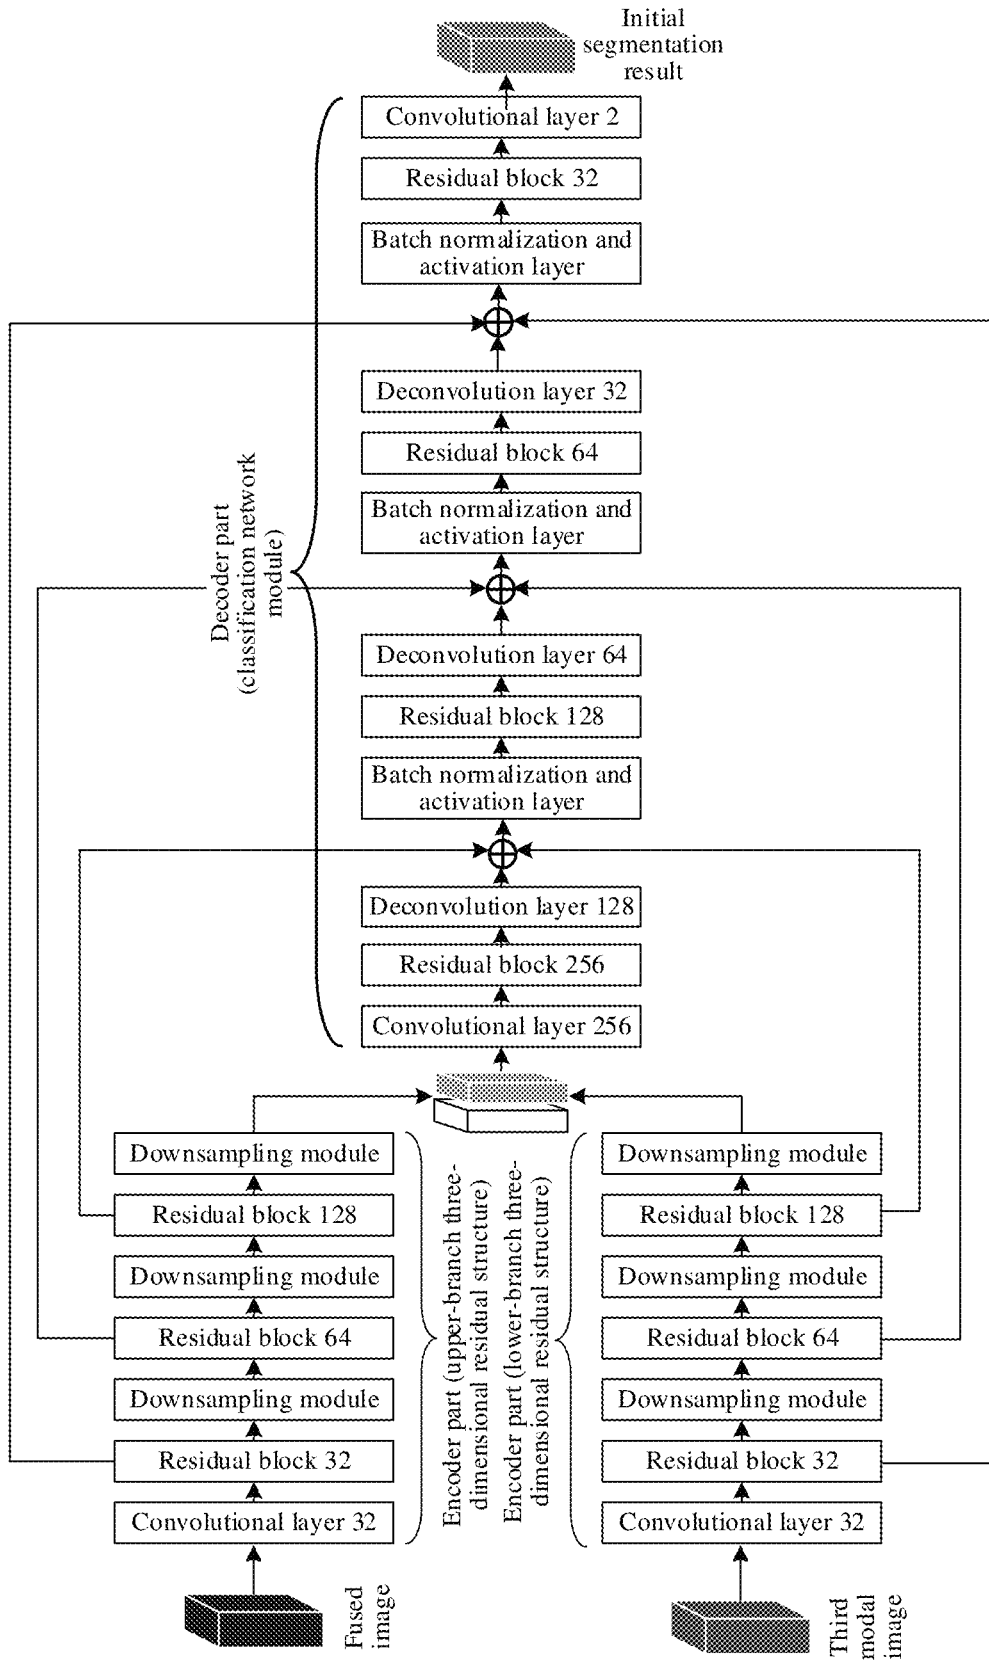 Initial
segmentation
result
Convolutional layer 2
Residual block 32
Batch normalization and
activation layer
Deconvolution layer 32
Residual block 64
Batch normalization and
activation layer
Decoder part
(classification network
module)
Deconvolution layer 64
Residual block 128
Batch normalization and
activation layer
Deconvolution layer 128
Residual block 256
Convolutional layer 256
Downsampling module
Residual block 128
Downsampling module
Residual block 64
Downsampling module
Residual block 32
Convolutional layer 32
Encoder part (upper-branch three-
dimensional residual structure)
Encoder part (lower-branch three-
dimensional residual structure)
Downsampling module
Residual block 128
Downsampling module
Residual block 64
Downsampling module
Residual block 32
Convolutional layer 32
Fused
image
Third
modal
image